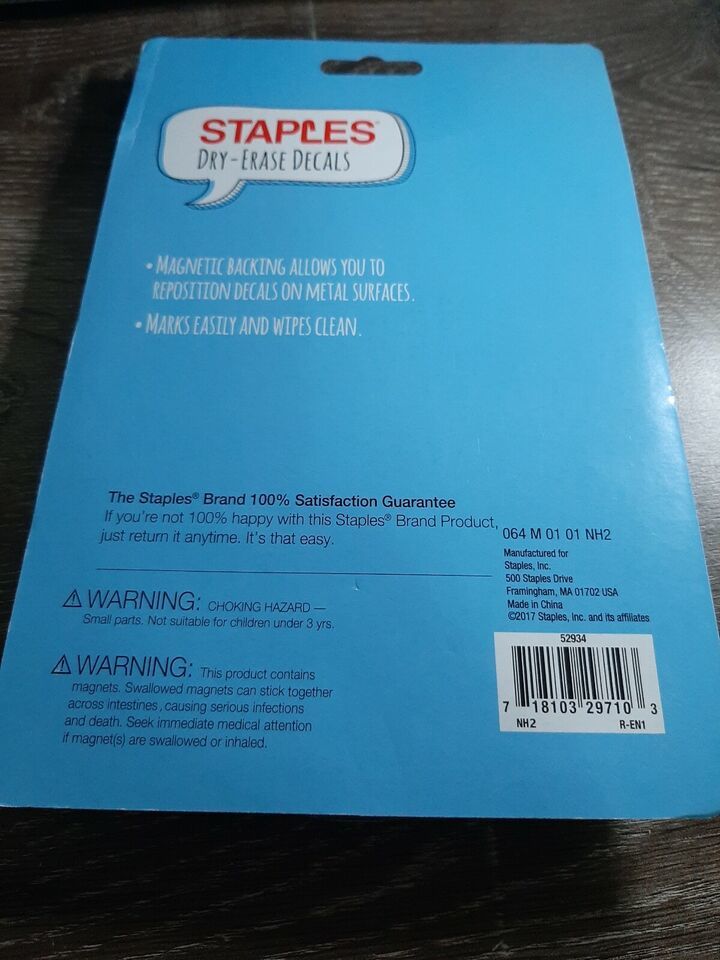 STAPLES
DRY-ERASE DECALS
• MAGNETIC BACKING ALLOWS YOU TO
REPOSITION DECALS ON METAL SURFACES.
• MARKS EASILY AND WIPES CLEAN.
The Staples® Brand 100% Satisfaction Guarantee
If you're not 100% happy with this Staples® Brand Product,
just return it anytime. It's that easy.
⚠ WARNING: CHOKING HAZARD —
Small parts. Not suitable for children under 3 yrs.
⚠ WARNING: This product contains
magnets. Swallowed magnets can stick together
across intestines, causing serious infections
and death. Seek immediate medical attention
if magnet(s) are swallowed or inhaled.
064 M 01 01 NH2
Manufactured for
Staples, Inc.
500 Staples Drive
Framingham, MA 01702 USA
Made in China
©2017 Staples, Inc. and its affiliates
52934
7 18103 29710 3
NH2 R-EN1